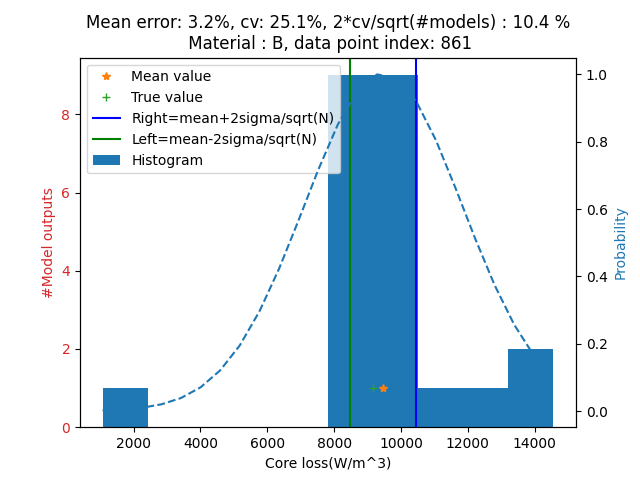 Mean error: 3.2%, cv: 25.1%, 2*cv/sqrt(#models) : 10.4 %
Material : B, data point index: 861
Mean value
True value
Right=mean+2sigma/sqrt(N)
Left=mean-2sigma/sqrt(N)
Histogram
#Model outputs
0
2
4
6
8
Probability
0.0
0.2
0.4
0.6
0.8
1.0
2000 4000 6000 8000 10000 12000 14000
Core loss(W/m^3)